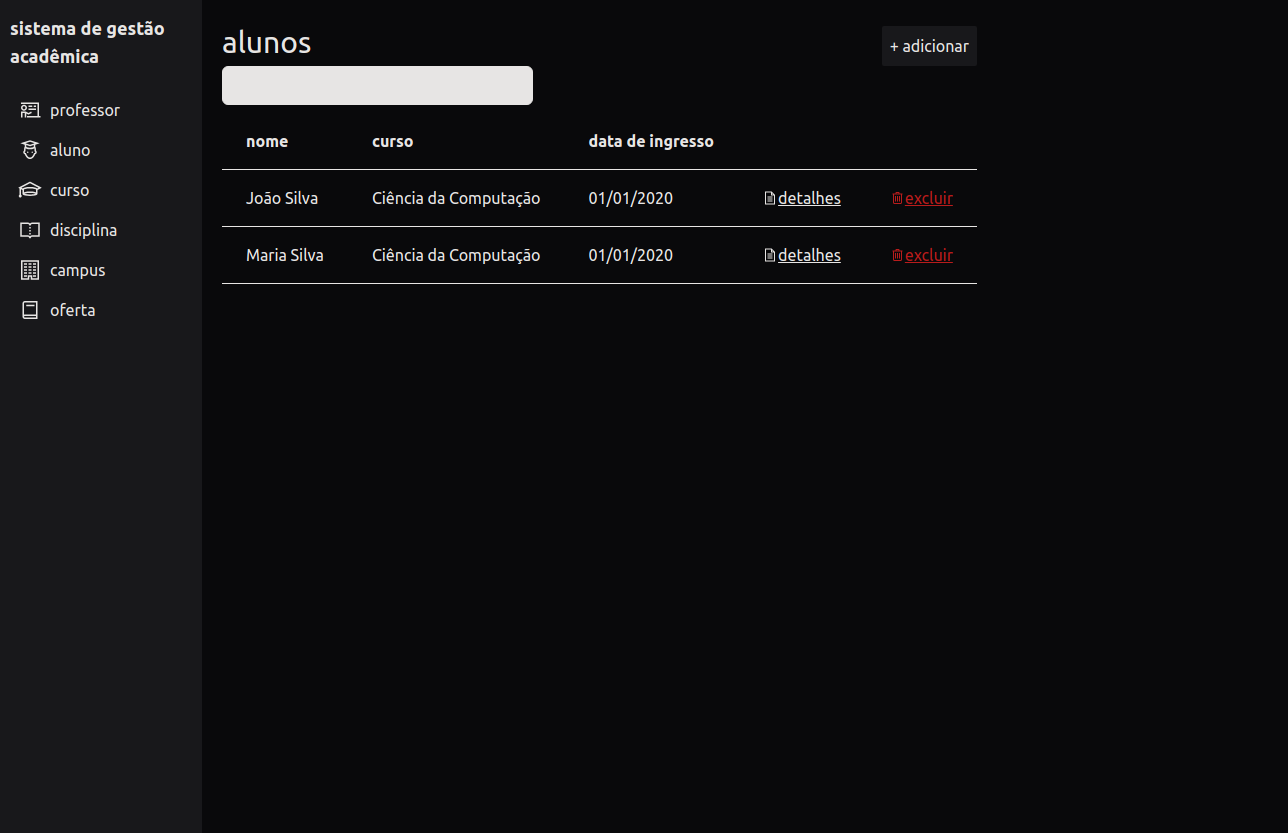 sistema de gestão
acadêmica
professor
aluno
curso
disciplina
campus
oferta
alunos
+ adicionar
nome curso data de ingresso
João Silva Ciência da Computação 01/01/2020 detalhes excluir
Maria Silva Ciência da Computação 01/01/2020 detalhes excluir